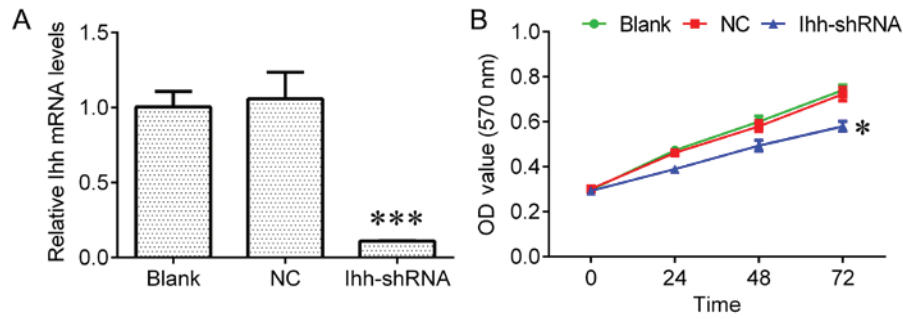 A
Relative Ihh mRNA levels
1.5
1.0
0.5
0.0
***
Blank NC Ihh-shRNA
B
Blank NC Ihh-shRNA
OD value (570 nm)
1.0
0.8
0.6
0.4
0.2
0.0
*
0 24 48 72
Time